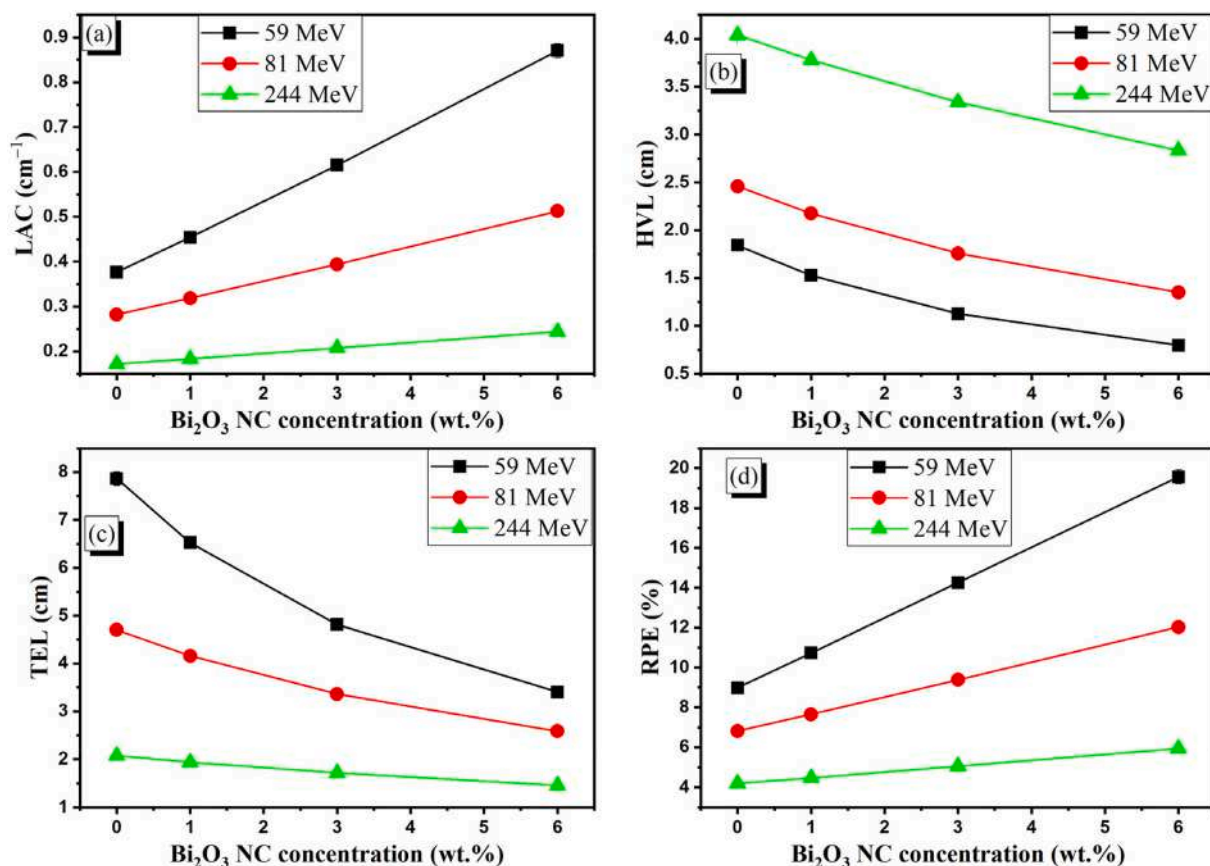 (a)
59 MeV
81 MeV
244 MeV
LAC (cm⁻¹)
0.9
0.8
0.7
0.6
0.5
0.4
0.3
0.2
0 1 2 3 4 5 6
Bi₂O₃ NC concentration (wt.%)
(b)
59 MeV
81 MeV
244 MeV
HVL (cm)
4.0
3.5
3.0
2.5
2.0
1.5
1.0
0.5
0 1 2 3 4 5 6
Bi₂O₃ NC concentration (wt.%)
(c)
59 MeV
81 MeV
244 MeV
TEL (cm)
8
7
6
5
4
3
2
1
0 1 2 3 4 5 6
Bi₂O₃ NC concentration (wt.%)
(d)
59 MeV
81 MeV
244 MeV
RPE (%)
20
18
16
14
12
10
8
6
4
0 1 2 3 4 5 6
Bi₂O₃ NC concentration (wt.%)